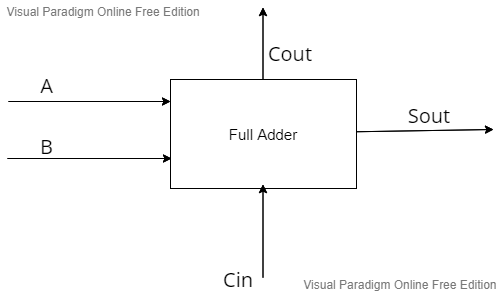 Visual Paradigm Online Free Edition
Cout
A
Sout
Full Adder
B
Cin
Visual Paradigm Online Free Edition